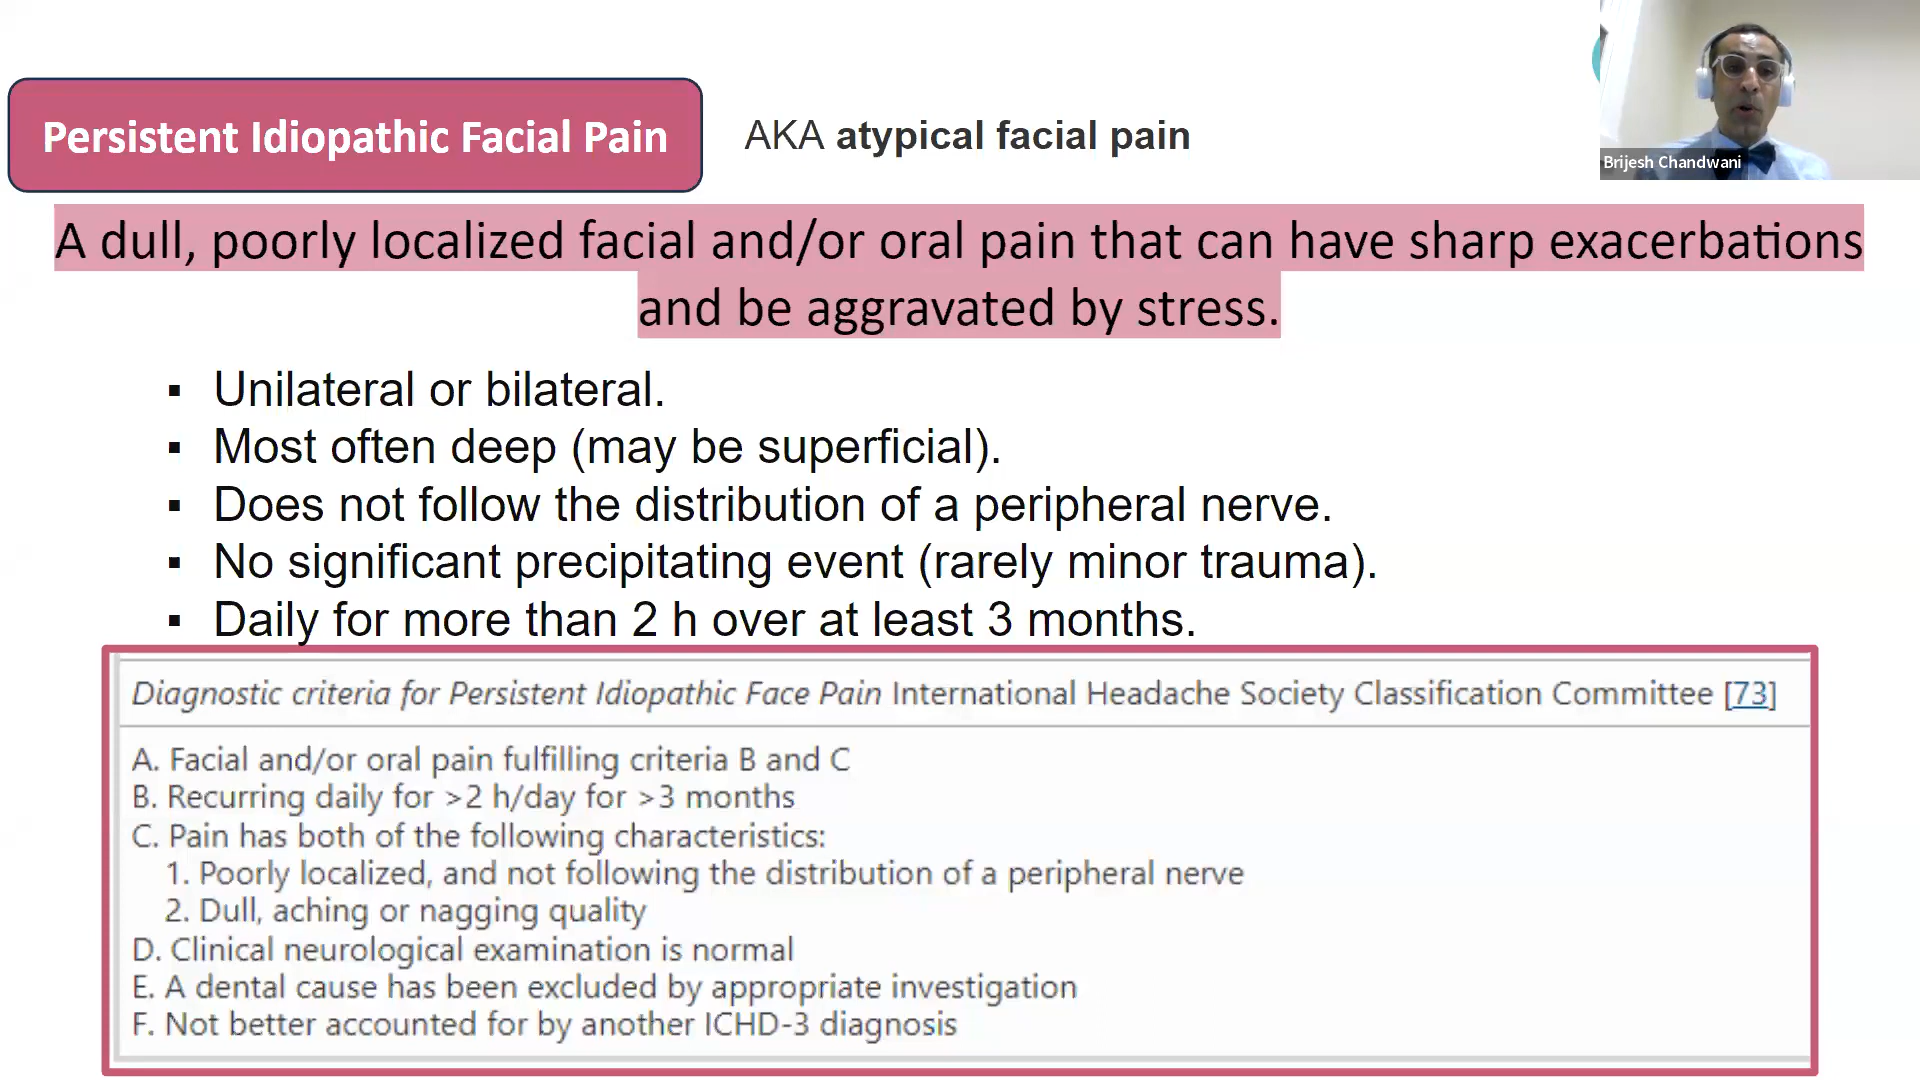 Persistent Idiopathic Facial Pain
AKA atypical facial pain
Brijesh Chandwani
A dull, poorly localized facial and/or oral pain that can have sharp exacerbations
and be aggravated by stress.
▪ Unilateral or bilateral.
▪ Most often deep (may be superficial).
▪ Does not follow the distribution of a peripheral nerve.
▪ No significant precipitating event (rarely minor trauma).
▪ Daily for more than 2 h over at least 3 months.
Diagnostic criteria for Persistent Idiopathic Face Pain International Headache Society Classification Committee [73]
A. Facial and/or oral pain fulfilling criteria B and C
B. Recurring daily for >2 h/day for >3 months
C. Pain has both of the following characteristics:
1. Poorly localized, and not following the distribution of a peripheral nerve
2. Dull, aching or nagging quality
D. Clinical neurological examination is normal
E. A dental cause has been excluded by appropriate investigation
F. Not better accounted for by another ICHD-3 diagnosis